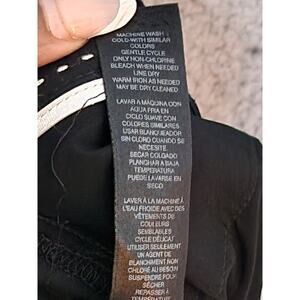 MACHINE WASH
COLD WITH SIMILAR
COLORS
GENTLE CYCLE
ONLY NON-CHLORINE
BLEACH WHEN NEEDED
LINE DRY
WARM IRON AS NEEDED
MAY BE DRY CLEANED
LAVAR A MÁQUINA CON
AGUA FRIA EN
CICLO SUAVE CON
COLORES SIMILARES
USAR BLANQUEADOR
SIN CLORO CUANDO SE
NECESITE
SECAR COLGADO
PLANCHAR A BAJA
TEMPERATURA
PUEDE LAVARSE EN
SECO
LAVER À LA MACHINE À
L'EAU FROIDE AVEC DES
VÊTEMENTS DE
COULEURS
SEMBLABLES
CYCLE DÉLICAT
UTILISER SEULEMENT
UN AGENT DE
BLANCHIMENT NON
CHLORÉ AU BESOIN
SUSPENDRE POUR
SÉCHER
REPASSER À
TEMPÉRATURE